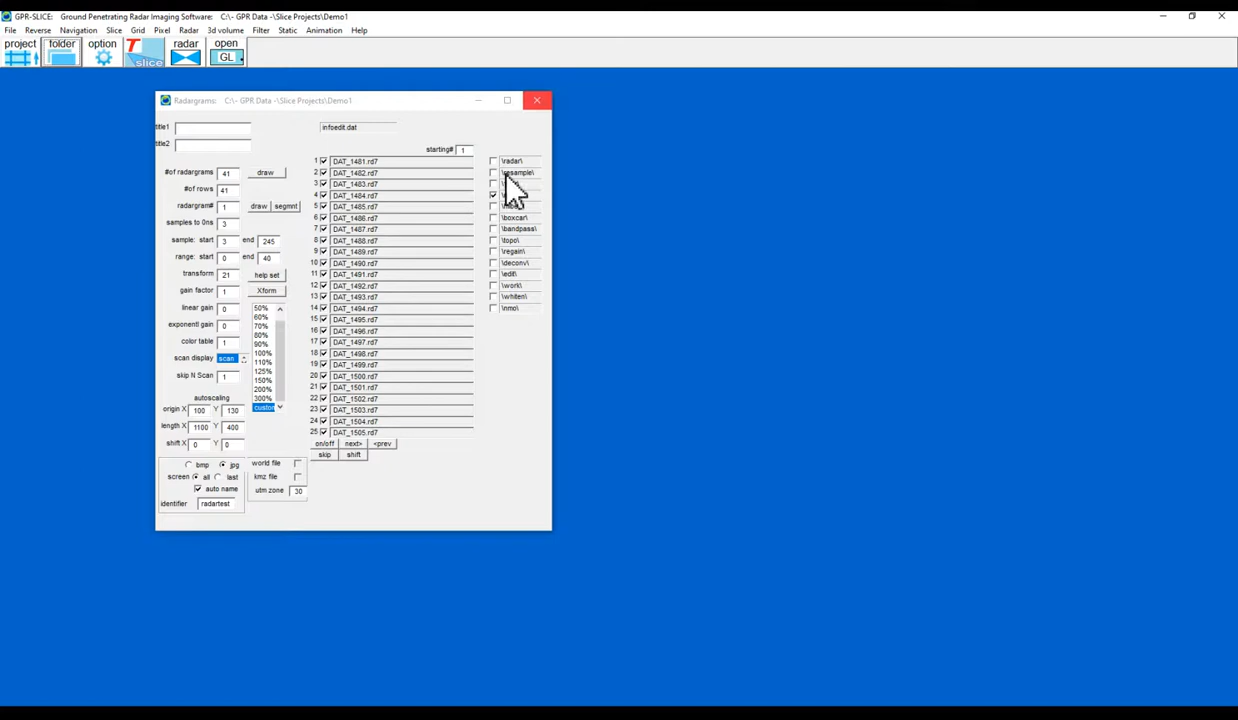 GPR-SLICE: Ground Penetrating Radar Imaging Software: C:\- GPR Data -\Slice Projects\Demo1
File Reverse Navigation Slice Grid Pixel Radar 3d volume Filter Static Animation Help
project folder option T slice radar open GL
Radargrams: C:\- GPR Data -\Slice Projects\Demo1
title1 infoedit.dat
title2
starting# 1
1 DAT_1481.rd7 \radar\
#of radargrams 41 draw 2 DAT_1482.rd7 \resample\
3 DAT_1483.rd7
#of rows 41 4 DAT_1484.rd7
radargram# 1 draw segmnt 5 DAT_1485.rd7
6 DAT_1486.rd7 \boxcar\
samples to 0ns 3 7 DAT_1487.rd7 \bandpass\
sample: start 3 end 245 8 DAT_1488.rd7 \topo\
9 DAT_1489.rd7 \regain\
range: start 0 end 40 10 DAT_1490.rd7 \deconv\
transform 21 help set 11 DAT_1491.rd7 \edit\
gain factor 1 Xform 12 DAT_1492.rd7 \work\
13 DAT_1493.rd7 \whiten\
linear gain 0 50% 14 DAT_1494.rd7 \nmo\
60% 15 DAT_1495.rd7
exponentl gain 0 70% 16 DAT_1496.rd7
80%
color table 1 90% 17 DAT_1497.rd7
100% 18 DAT_1498.rd7
scan display scan 110% 19 DAT_1499.rd7
skip N Scan 1 125% 20 DAT_1500.rd7
150% 21 DAT_1501.rd7
autoscaling 200% 22 DAT_1502.rd7
300%
origin X 100 Y 130 custom 23 DAT_1503.rd7
24 DAT_1504.rd7
length X 1100 Y 400 25 DAT_1505.rd7
shift X 0 Y 0 on/off next> <prev
skip shift
bmp jpg world file
screen all last kmz file
auto name utm zone 30
identifier radartest